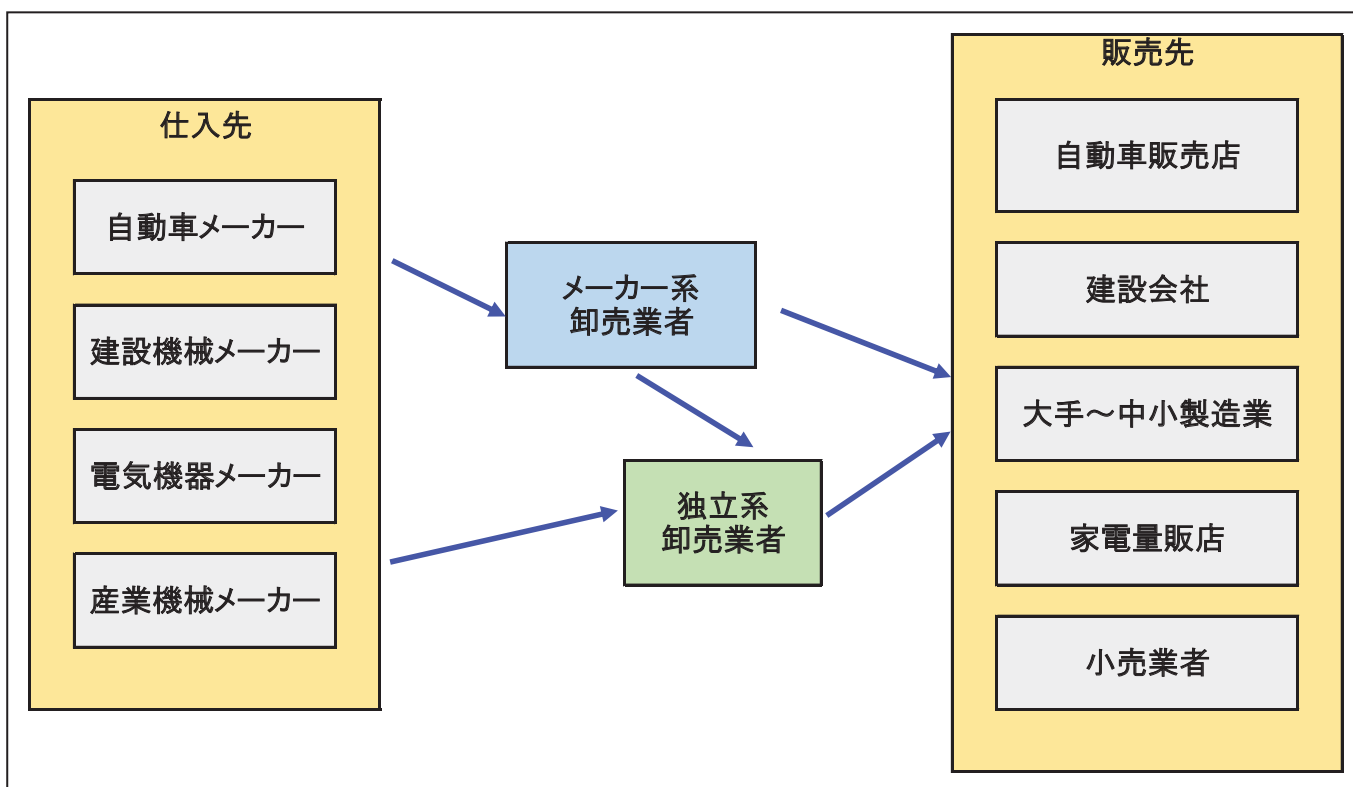 仕入先
自動車メーカー
建設機械メーカー
電気機器メーカー
産業機械メーカー
メーカー系
卸売業者
独立系
卸売業者
販売先
自動車販売店
建設会社
大手～中小製造業
家電量販店
小売業者